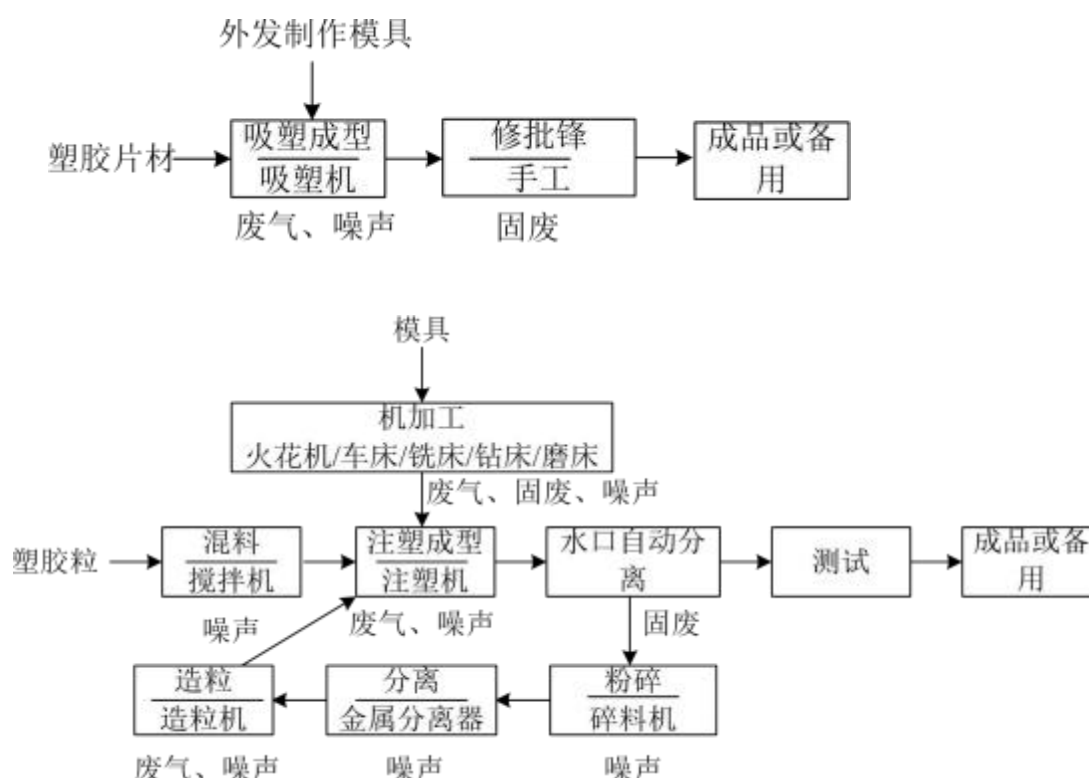 外发制作模具
塑胶片材
吸塑成型
吸塑机
修批锋
手工
成品或备
用
废气、噪声
固废
模具
机加工
火花机/车床/铣床/钻床/磨床
废气、固废、噪声
塑胶粒
混料
搅拌机
注塑成型
注塑机
水口自动分
离
测试
成品或备
用
噪声
废气、噪声
固废
造粒
造粒机
分离
金属分离器
粉碎
碎料机
废气、噪声
噪声
噪声